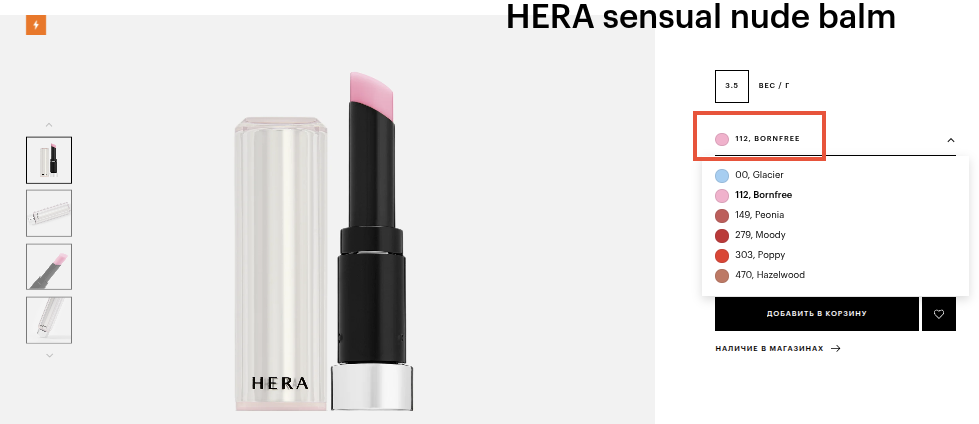 HERA sensual nude balm
3.5 ВЕС / Г
112, BORNFREE
00, Glacier
112, Bornfree
149, Peonia
279, Moody
303, Poppy
470, Hazelwood
ДОБАВИТЬ В КОРЗИНУ
НАЛИЧИЕ В МАГАЗИНАХ
HERA